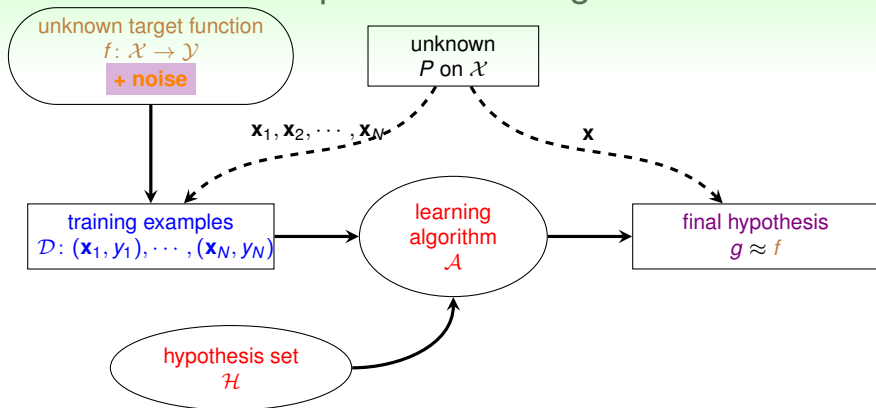 unknown target function
f : 𝒳 → 𝒴
+ noise
unknown
P on 𝒳
x₁, x₂, ··· , x_N
x
training examples
𝒟 : (x₁, y₁), ··· , (x_N, y_N)
learning
algorithm
𝒜
final hypothesis
g ≈ f
hypothesis set
ℋ